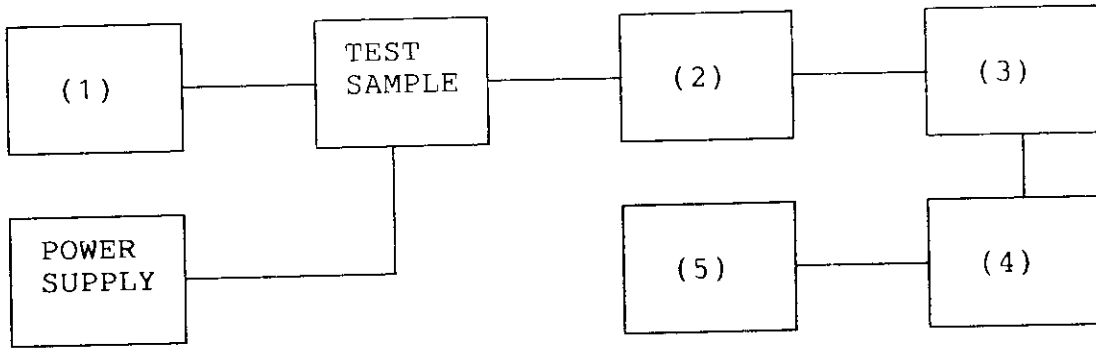 (1)
TEST
SAMPLE
(2)
(3)
POWER
SUPPLY
(5)
(4)